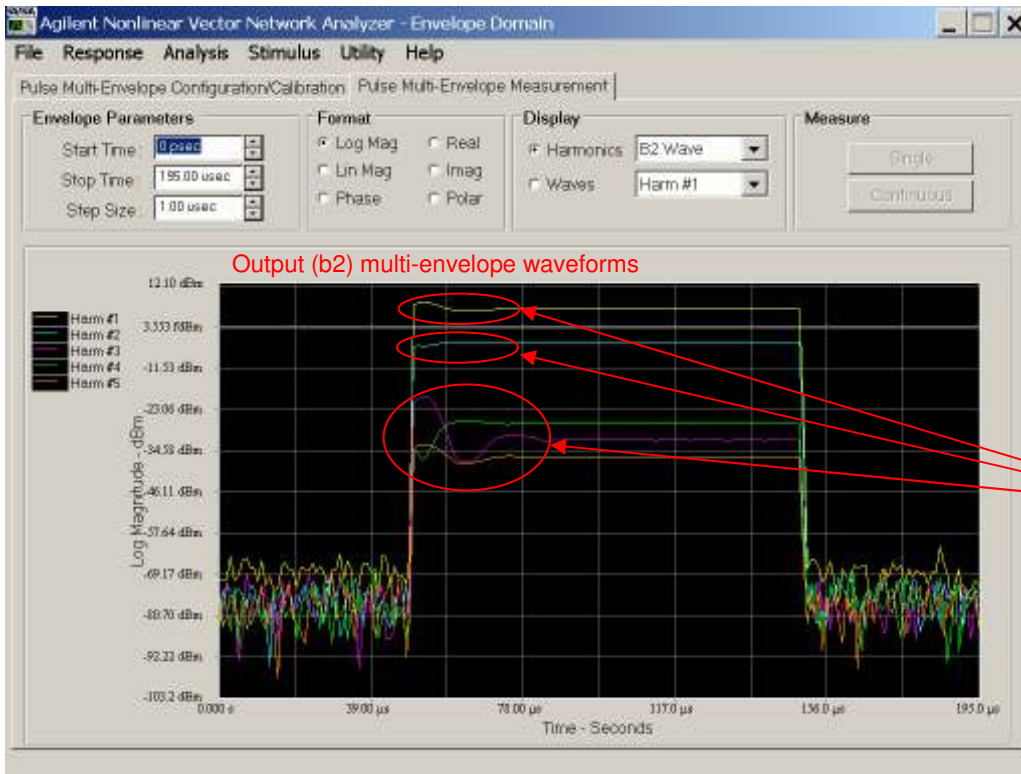 Agilent Nonlinear Vector Network Analyzer - Envelope Domain
File Response Analysis Stimulus Utility Help
Pulse Multi-Envelope Configuration/Calibration Pulse Multi-Envelope Measurement
Envelope Parameters
Start Time: 0 psec
Stop Time: 195.00 usec
Step Size: 1.00 usec
Format
Log Mag Real
Lin Mag Imag
Phase Polar
Display
Harmonics B2 Wave
Waves Harm #1
Measure
Single
Continuous
Output (b2) multi-envelope waveforms
Harm #1
Harm #2
Harm #3
Harm #4
Harm #5
Log Magnitude - dBm
12.10 dBm
-11.53 dBm
-23.06 dBm
-34.58 dBm
-46.11 dBm
-57.64 dBm
-69.17 dBm
-80.70 dBm
-92.22 dBm
-103.2 dBm
0.000 s 39.00 µs 78.00 µs 117.0 µs 156.0 µs 195.0 µs
Time - Seconds